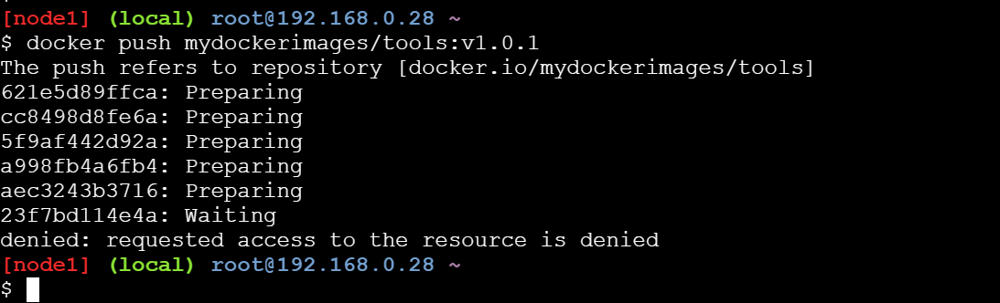 [node1] (local) root@192.168.0.28 ~
$ docker push mydockerimages/tools:v1.0.1
The push refers to repository [docker.io/mydockerimages/tools]
621e5d89ffca: Preparing
cc8498d8fe6a: Preparing
5f9af442d92a: Preparing
a998fb4a6fb4: Preparing
aec3243b3716: Preparing
23f7bd114e4a: Waiting
denied: requested access to the resource is denied
[node1] (local) root@192.168.0.28 ~
$